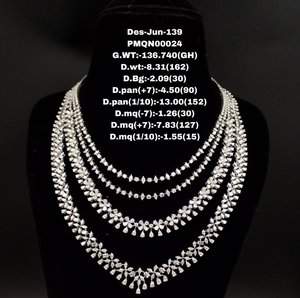 Des-Jun-139
PMQN00024
G.WT:-136.740(GH)
D.wt:-8.31(162)
D.Bg:-2.09(30)
D.pan(+7):-4.50(90)
D.pan(1/10):-13.00(152)
D.mq(-7):-1.26(30)
D.mq(+7):-7.83(127)
D.mq(1/10):-1.55(15)